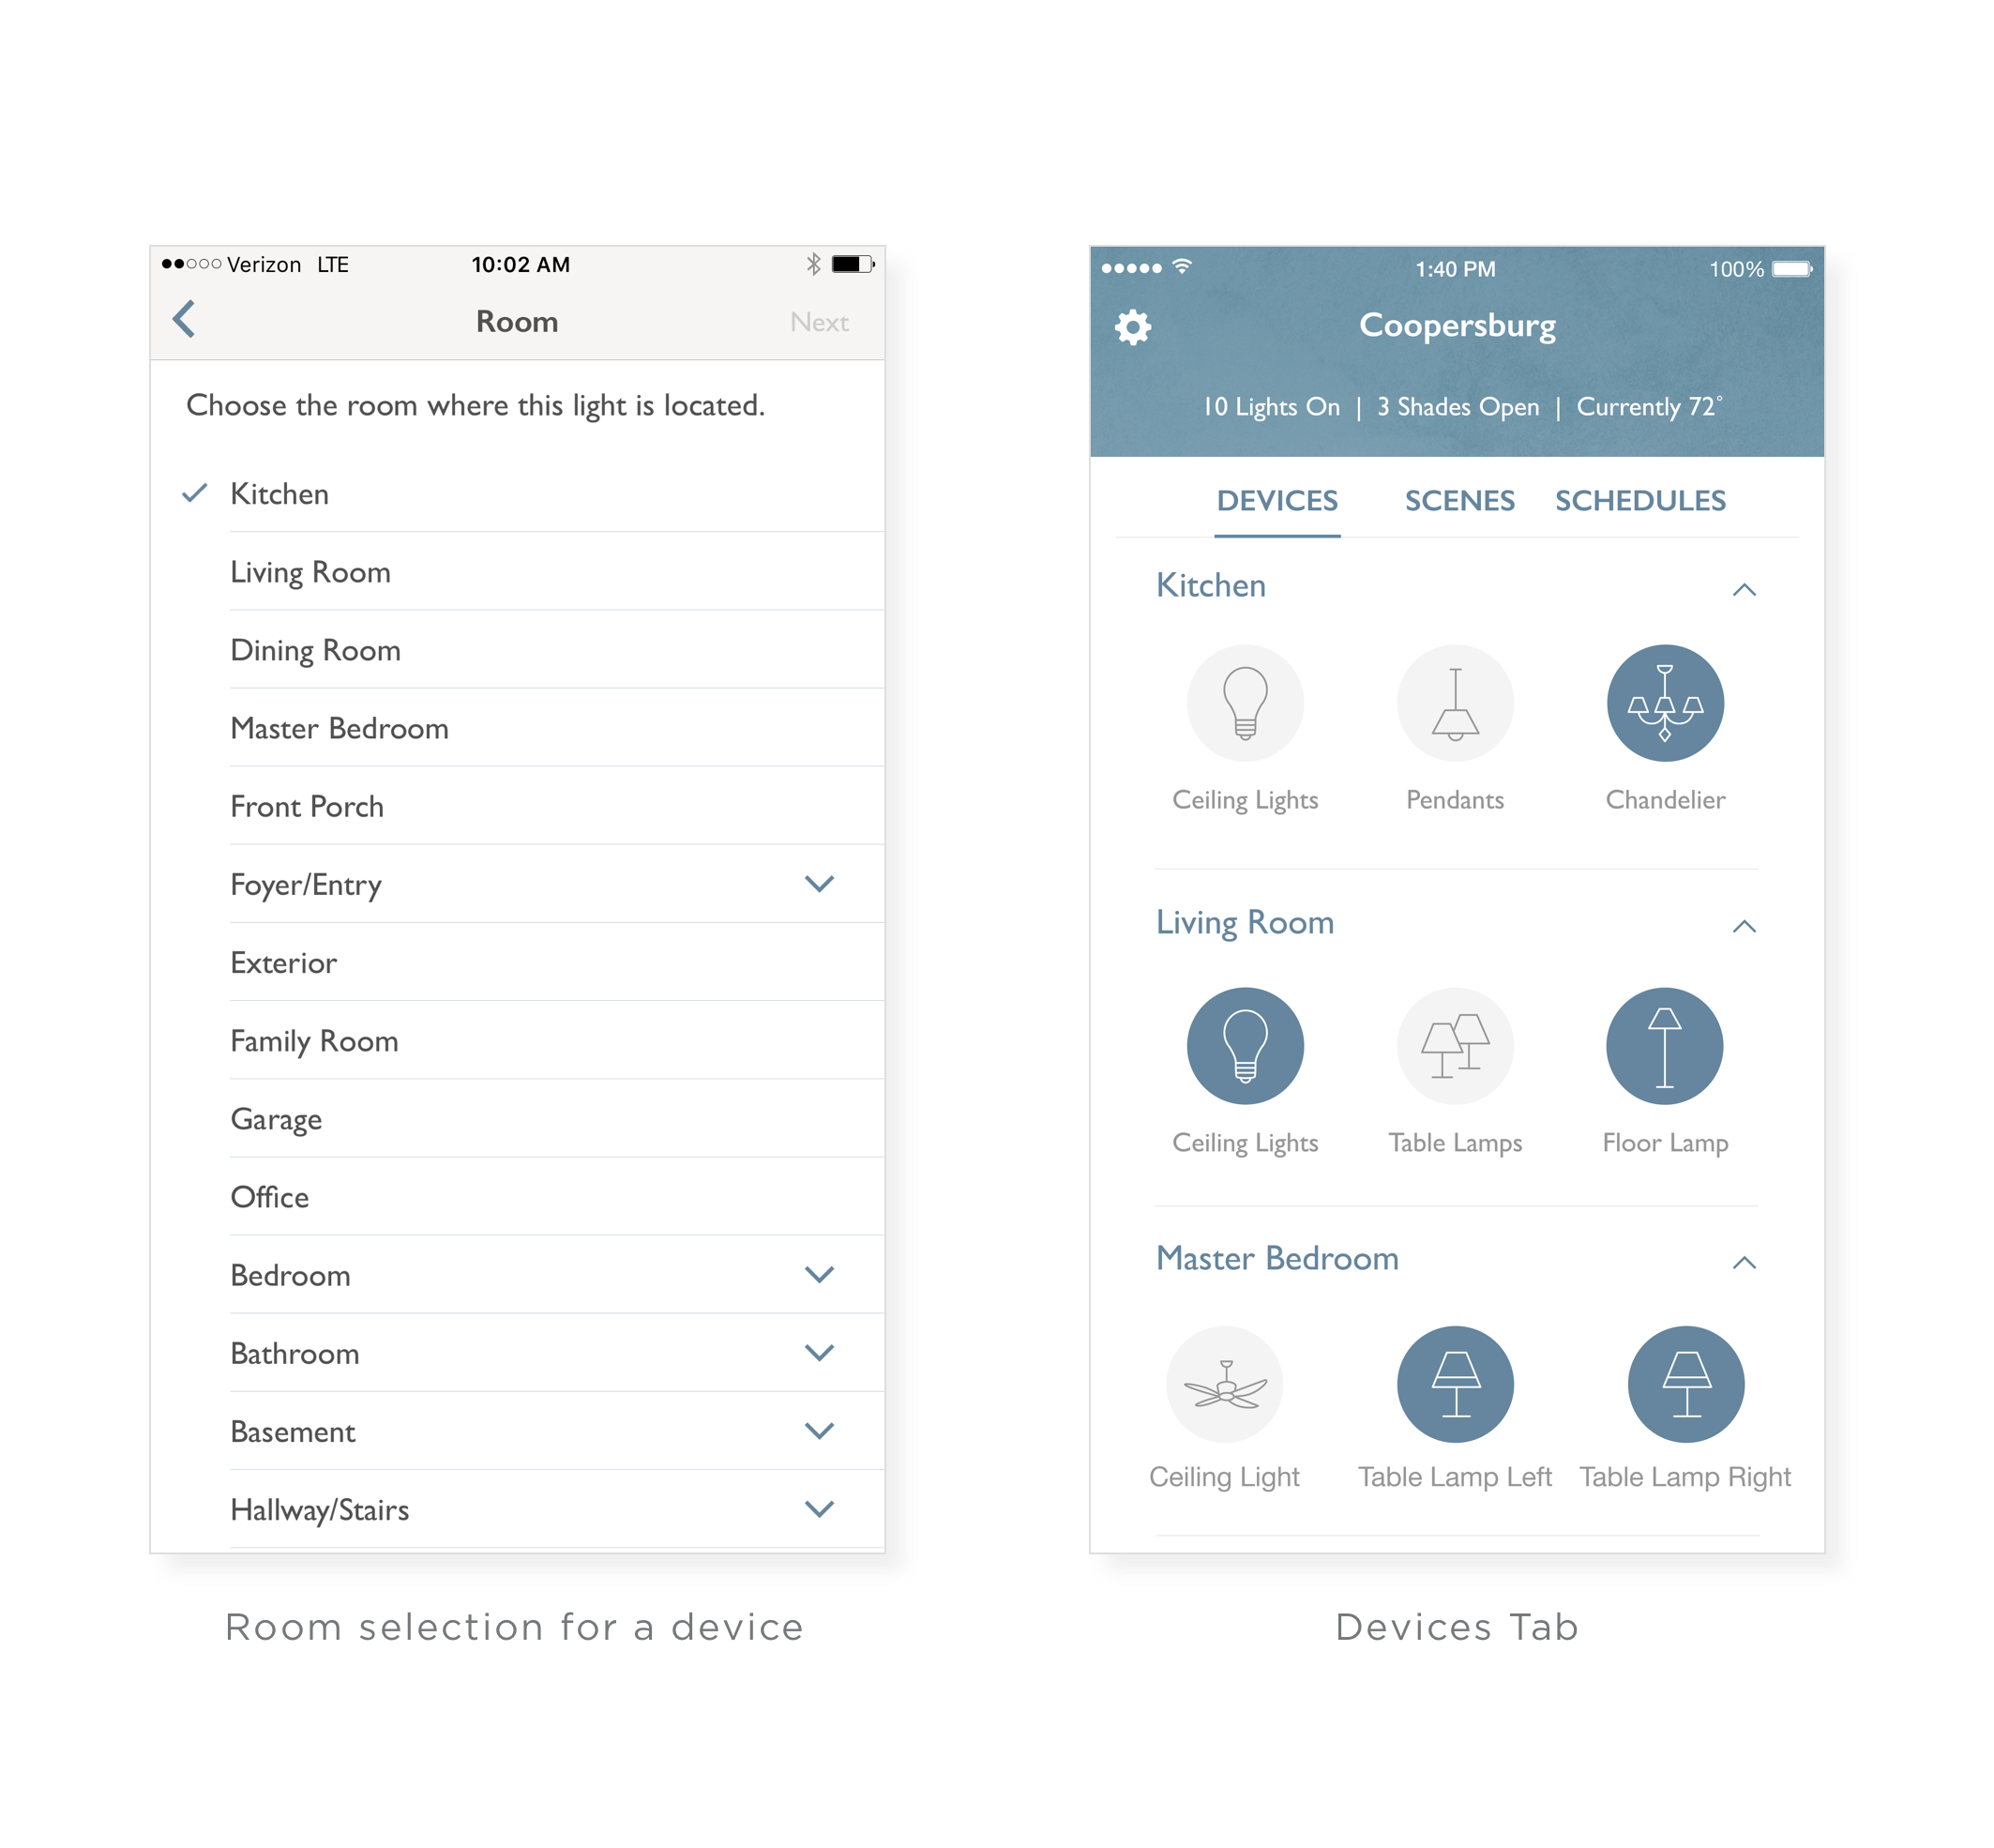 Verizon LTE 10:02 AM
Room Next
Choose the room where this light is located.
Kitchen
Living Room
Dining Room
Master Bedroom
Front Porch
Foyer/Entry
Exterior
Family Room
Garage
Office
Bedroom
Bathroom
Basement
Hallway/Stairs
Room selection for a device
1:40 PM 100%
Coopersburg
10 Lights On | 3 Shades Open | Currently 72°
DEVICES SCENES SCHEDULES
Kitchen
Ceiling Lights Pendants Chandelier
Living Room
Ceiling Lights Table Lamps Floor Lamp
Master Bedroom
Ceiling Light Table Lamp Left Table Lamp Right
Devices Tab